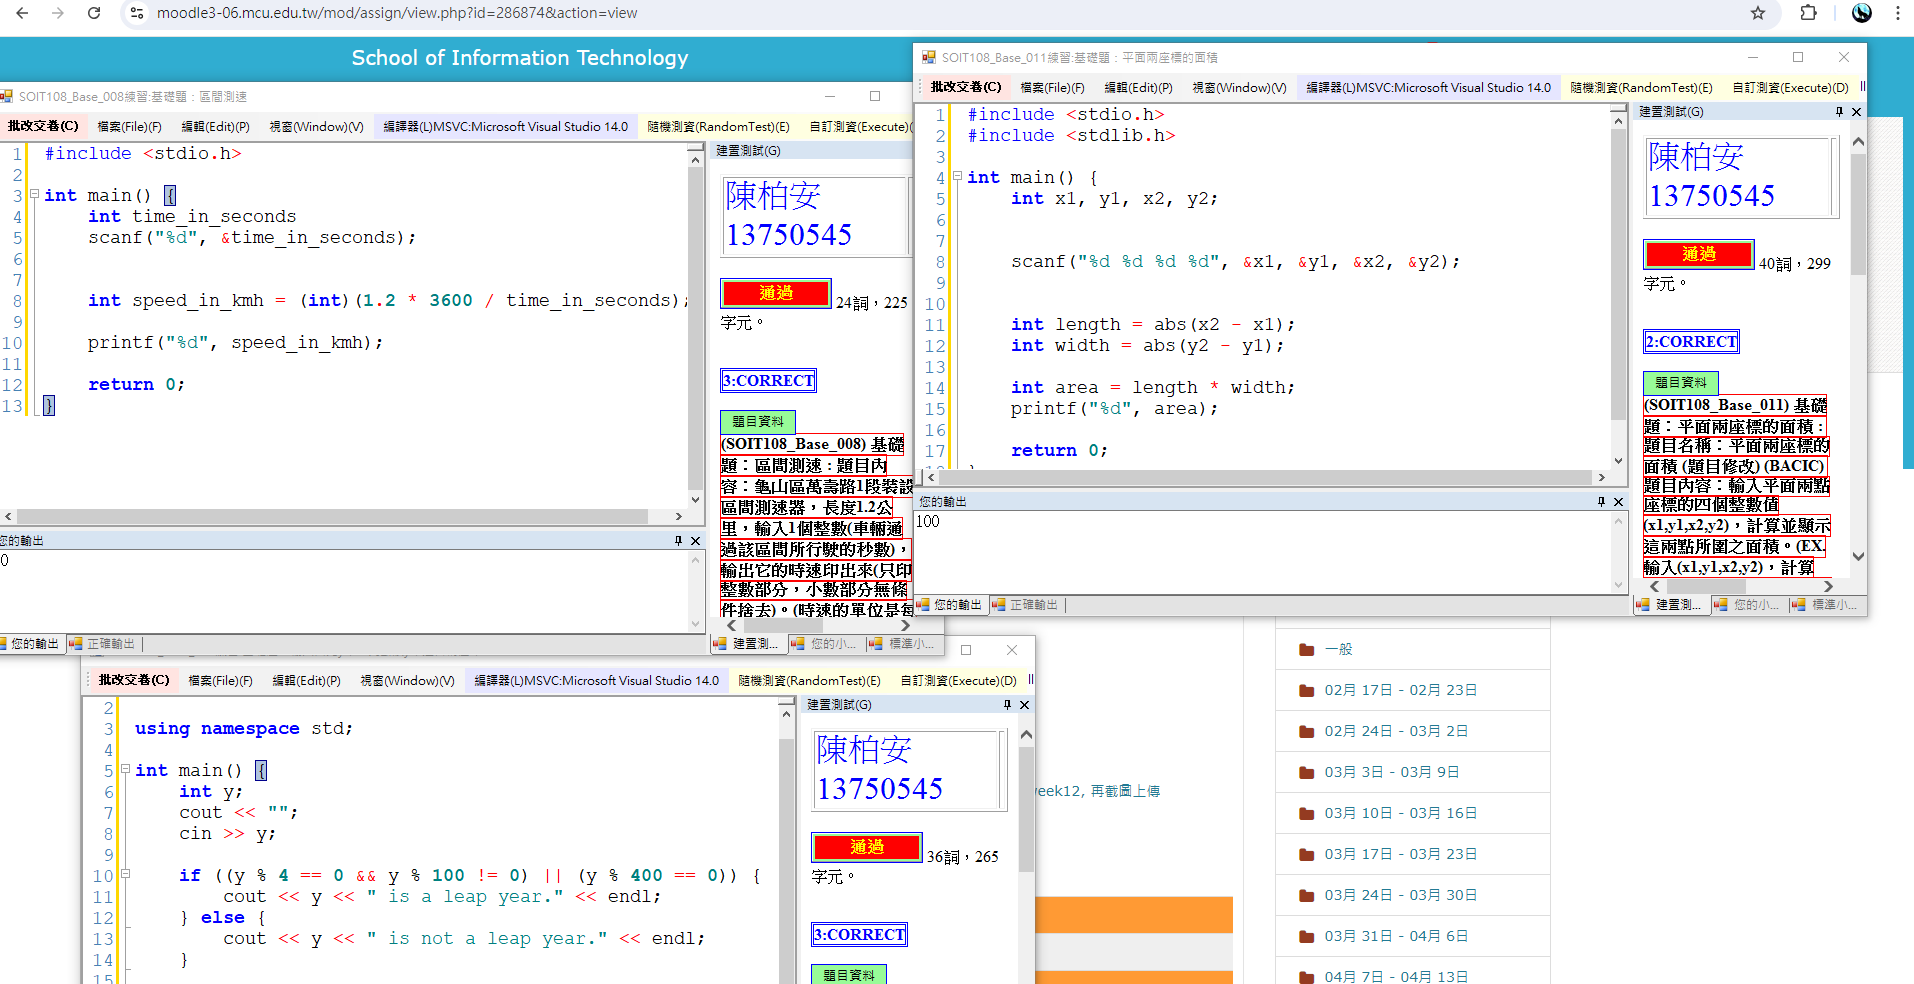 moodle3-06.mcu.edu.tw/mod/assign/view.php?id=286874&action=view
School of Information Technology
SOIT108_Base_008練習:基礎題：區間測速
批改交卷(C) 檔案(File)(F) 編輯(Edit)(P) 視窗(Window)(V) 編譯器(L)MSVC:Microsoft Visual Studio 14.0 隨機測資(RandomTest)(E) 自訂測資(Execute)(
1 #include <stdio.h>
2
3 int main() {
4 int time_in_seconds
5 scanf("%d", &time_in_seconds);
6
7
8 int speed_in_kmh = (int)(1.2 * 3600 / time_in_seconds);
9
10 printf("%d", speed_in_kmh);
11
12 return 0;
13 }
您的輸出
0
您的輸出 正確輸出
建置測試(G)
陳柏安
13750545
通過 24詞，225
字元。
3:CORRECT
題目資料
(SOIT108_Base_008) 基礎
題：區間測速：題目內
容：龜山區萬壽路1段裝設
區間測速器，長度1.2公
里，輸入1個整數(車輛通
過該區間所行駛的秒數)，
輸出它的時速印出來(只印
整數部分，小數部分無條
件捨去)。(時速的單位是每
建置測... 您的小... 標準小...
SOIT108_Base_011練習:基礎題：平面兩座標的面積
批改交卷(C) 檔案(File)(F) 編輯(Edit)(P) 視窗(Window)(V) 編譯器(L)MSVC:Microsoft Visual Studio 14.0 隨機測資(RandomTest)(E) 自訂測資(Execute)(D)
1 #include <stdio.h>
2 #include <stdlib.h>
3
4 int main() {
5 int x1, y1, x2, y2;
6
7
8 scanf("%d %d %d %d", &x1, &y1, &x2, &y2);
9
10
11 int length = abs(x2 - x1);
12 int width = abs(y2 - y1);
13
14 int area = length * width;
15 printf("%d", area);
16
17 return 0;
您的輸出
100
您的輸出 正確輸出
建置測試(G)
陳柏安
13750545
通過 40詞，299
字元。
2:CORRECT
題目資料
(SOIT108_Base_011) 基礎
題：平面兩座標的面積：
題目名稱：平面兩座標的
面積 (題目修改) (BACIC)
題目內容：輸入平面兩點
座標的四個整數值
(x1,y1,x2,y2)，計算並顯示
這兩點所圍之面積。(EX.
輸入(x1,y1,x2,y2)，計算
建置測... 您的小... 標準小...
批改交卷(C) 檔案(File)(F) 編輯(Edit)(P) 視窗(Window)(V) 編譯器(L)MSVC:Microsoft Visual Studio 14.0 隨機測資(RandomTest)(E) 自訂測資(Execute)(D)
2
3 using namespace std;
4
5 int main() {
6 int y;
7 cout << "";
8 cin >> y;
9
10 if ((y % 4 == 0 && y % 100 != 0) || (y % 400 == 0)) {
11 cout << y << " is a leap year." << endl;
12 } else {
13 cout << y << " is not a leap year." << endl;
14 }
15
建置測試(G)
陳柏安
13750545
通過 36詞，265
字元。
3:CORRECT
題目資料
week12, 再截圖上傳
一般
02月 17日 - 02月 23日
02月 24日 - 03月 2日
03月 3日 - 03月 9日
03月 10日 - 03月 16日
03月 17日 - 03月 23日
03月 24日 - 03月 30日
03月 31日 - 04月 6日
04月 7日 - 04月 13日